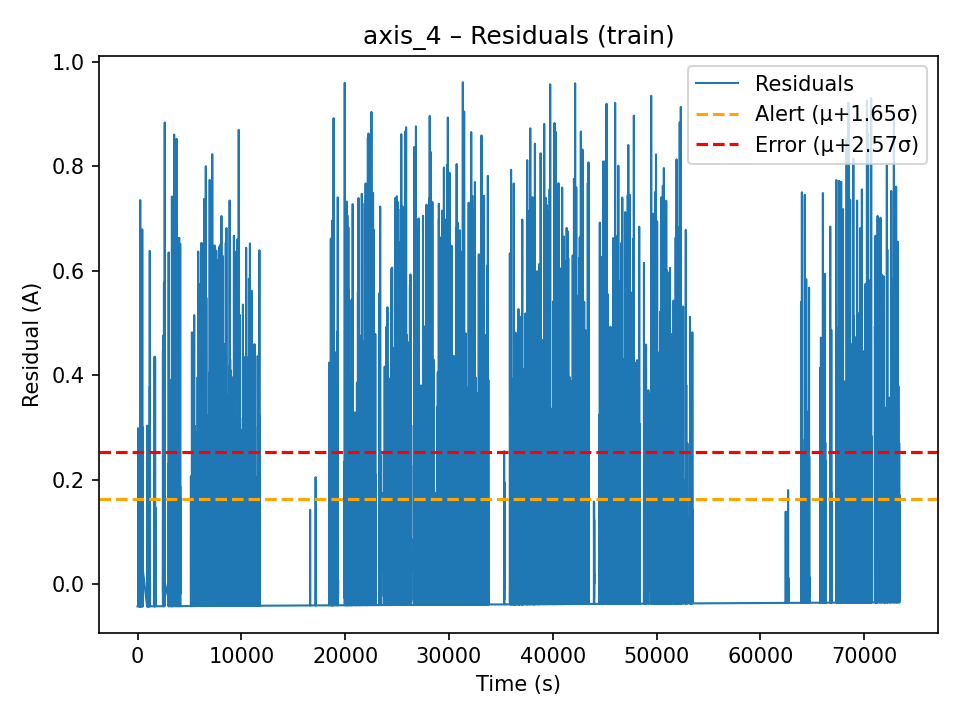 axis_4 – Residuals (train)
Residuals
Alert (μ+1.65σ)
Error (μ+2.57σ)
Residual (A)
1.0
0.8
0.6
0.4
0.2
0.0
0 10000 20000 30000 40000 50000 60000 70000
Time (s)